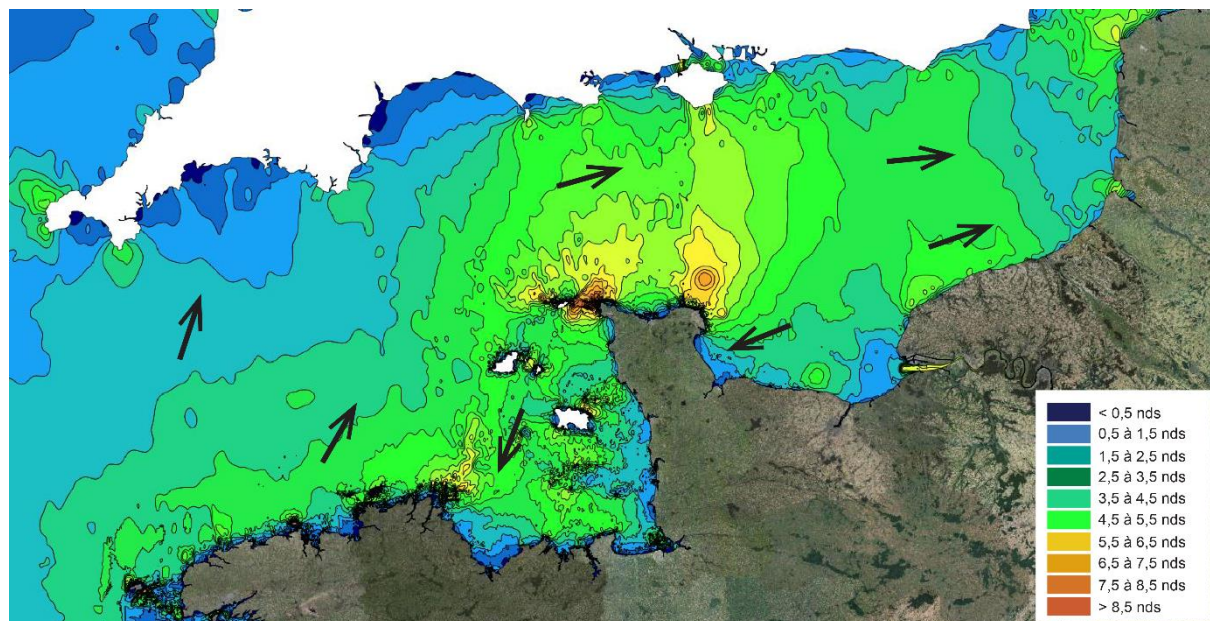 < 0,5 nds
0,5 à 1,5 nds
1,5 à 2,5 nds
2,5 à 3,5 nds
3,5 à 4,5 nds
4,5 à 5,5 nds
5,5 à 6,5 nds
6,5 à 7,5 nds
7,5 à 8,5 nds
> 8,5 nds